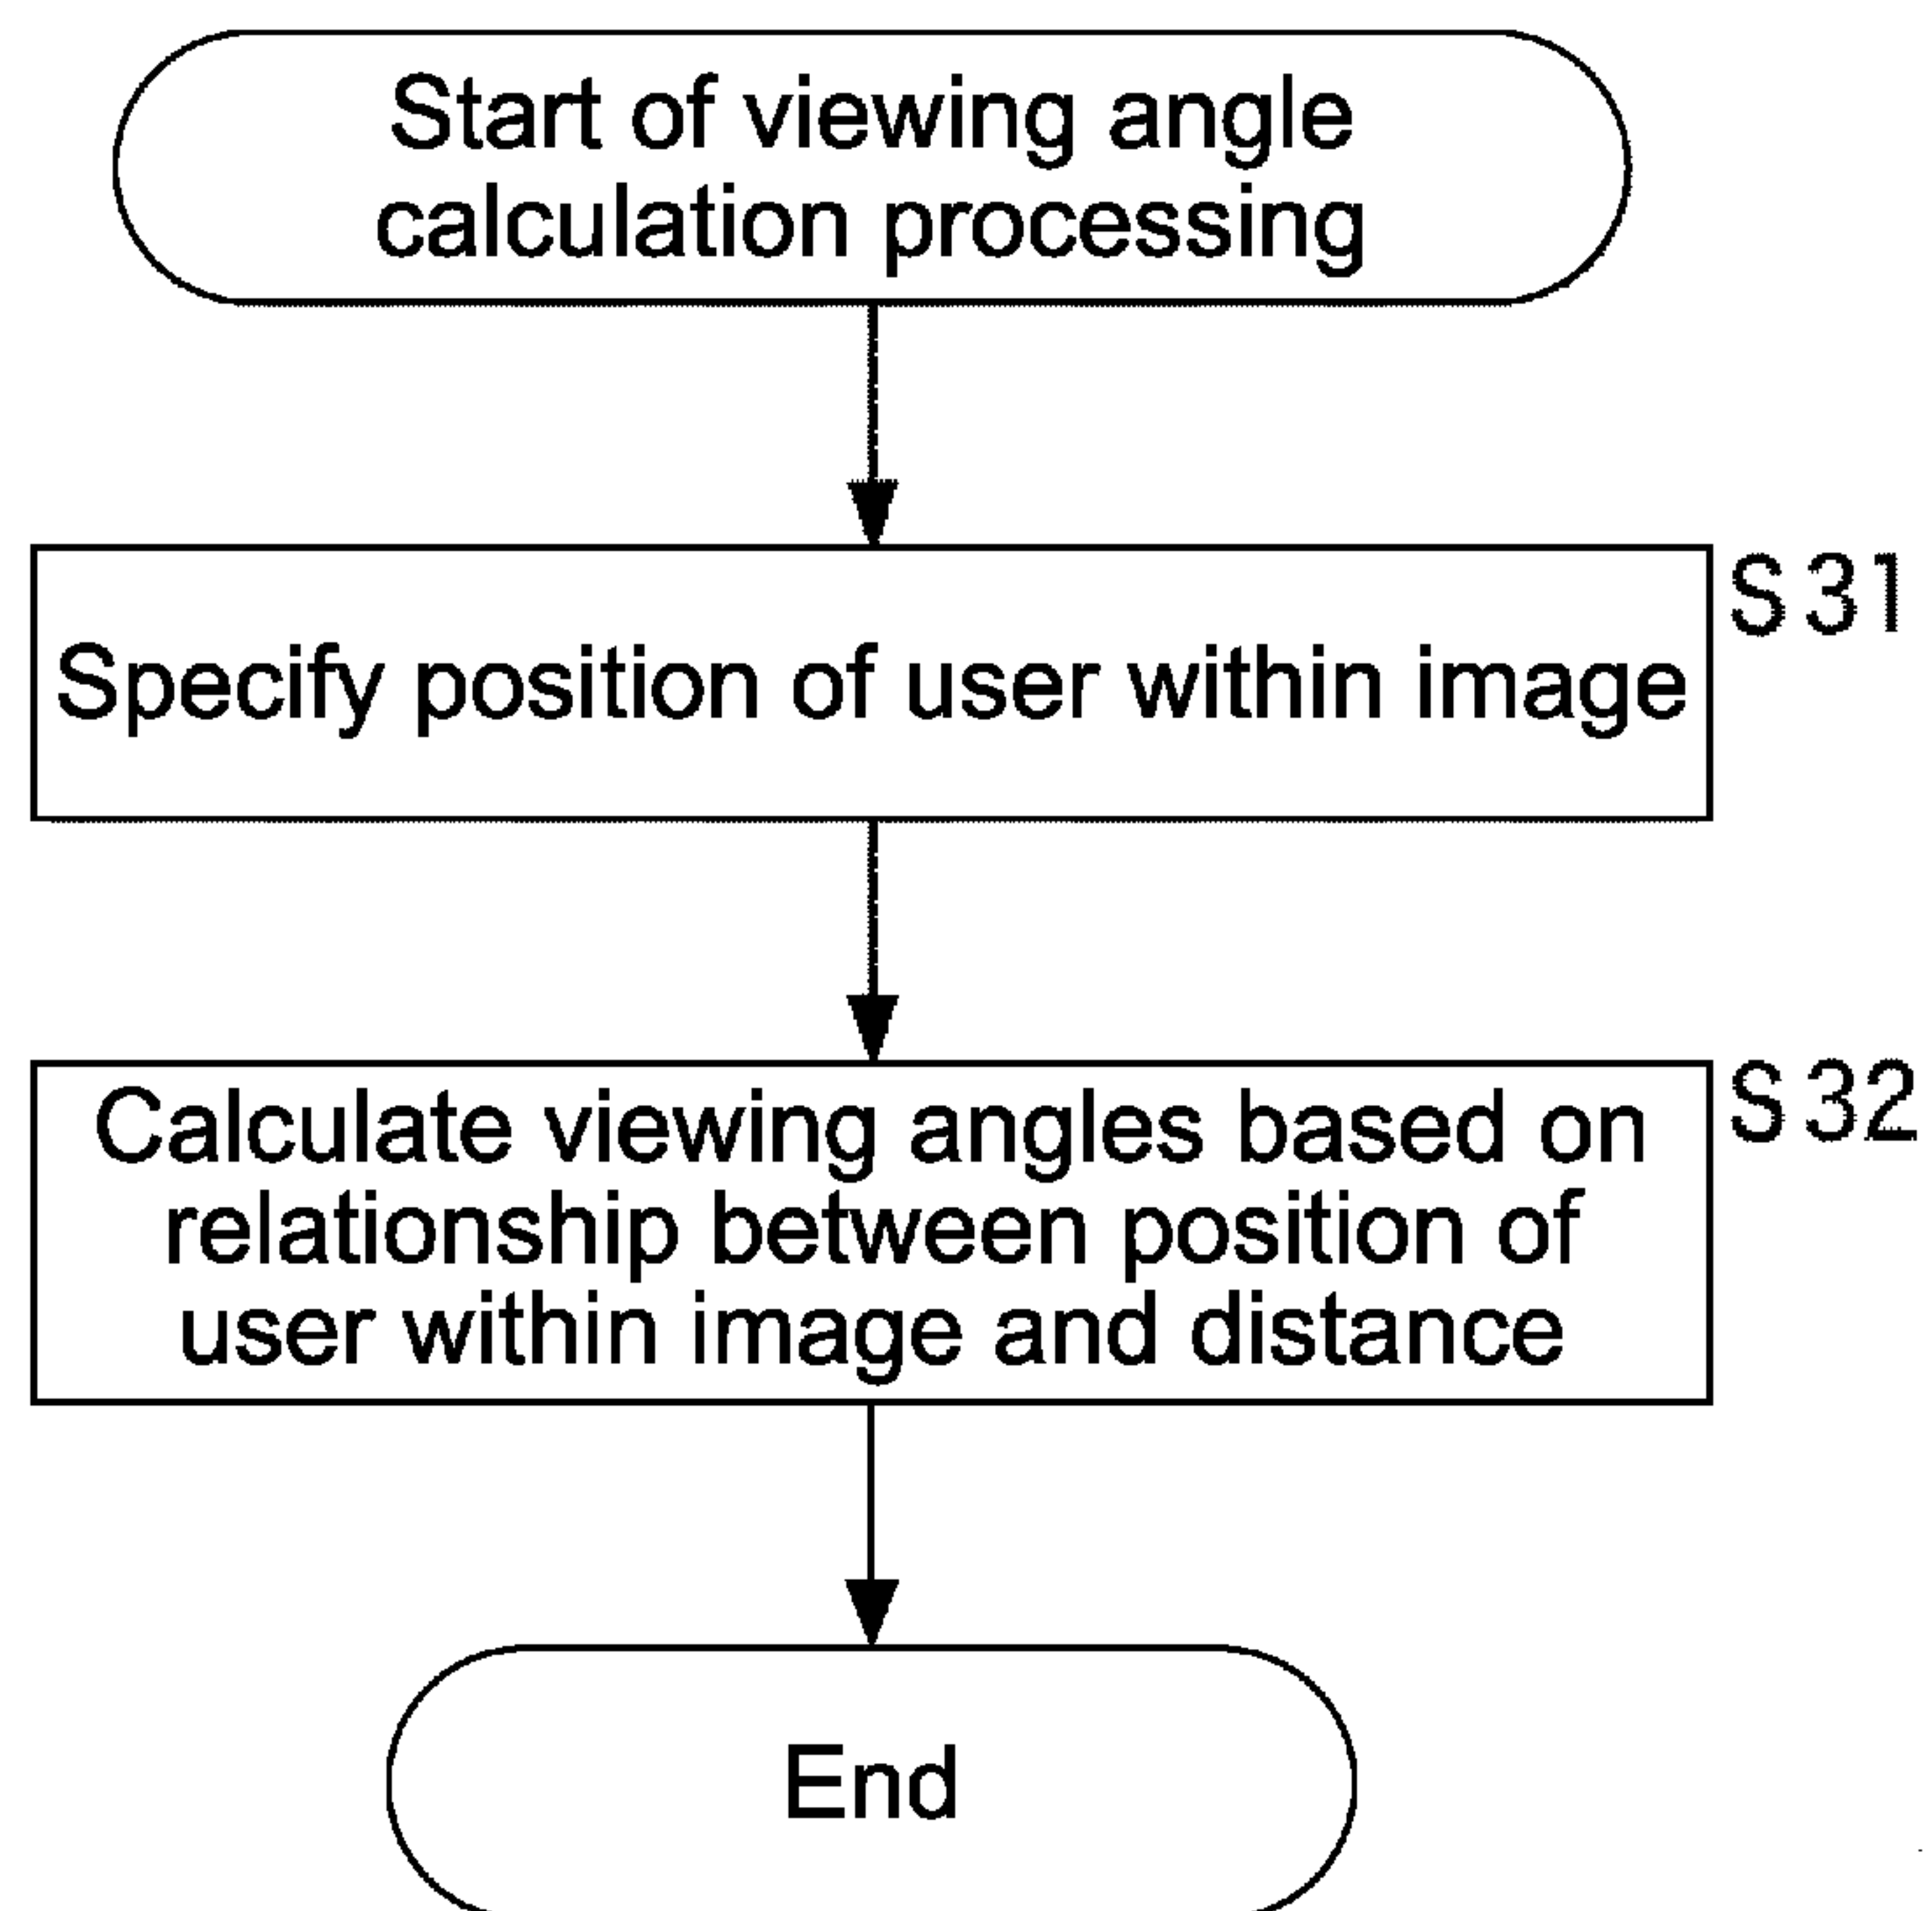 Start of viewing angle
calculation processing
S31
Specify position of user within image
S32
Calculate viewing angles based on
relationship between position of
user within image and distance
End